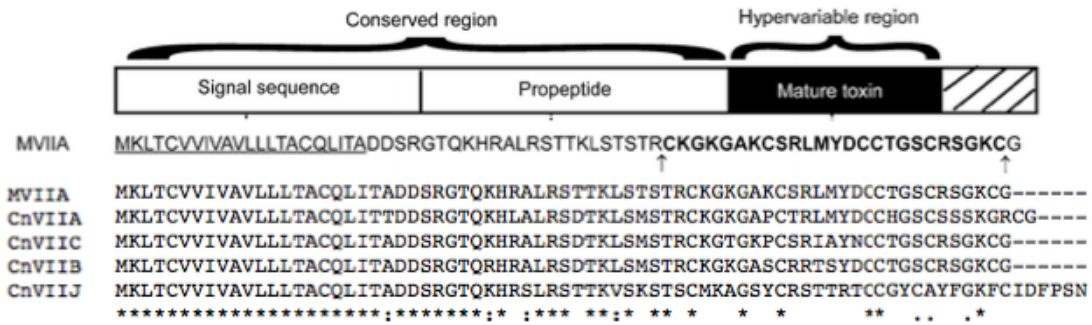 Conserved region
Hypervariable region
Signal sequence Propeptide Mature toxin
MVIIA MKLTCVVIVAVLLLTACQLITADDSRGTQKHRALRSTTKLSTSTRCKGKGAKCSRLMYDCCTGSCRSGKCG
↑ ↑
MVIIA MKLTCVVIVAVLLLTACQLITADDSRGTQKHRALRSTTKLSTSTRCKGKGAKCSRLMYDCCTGSCRSGKCG------
CnVIIA MKLTCVVIVAVLLLTACQLITTDDSRGTQKHLALRSDTKLSMSTRCKGKGAPCTRLMYDCCHGSCSSSKGRCG----
CnVIIC MKLTCVVIVAVLLLTACQLITADDSRGTQKHRALRSDTKLSMSTRCKGTGKPCSRIAYNCCTGSCRSGKCG------
CnVIIB MKLTCVVIVAVLLLTACQLITADDSRGTQRHRALRSDTKLSMSTRCKGKGASCRRTSYDCCTGSCRSGKCG------
CnVIIJ MKLTCVVIVAVLLLTACQLITADDSRGTQKHRSLRSTTKVSKSTSCMKAGSYCRSTTRTCCGYCAYFGKFCIDFPSN
*********************:*******:* :*** **:* ** *   *  *      **   . .  .*